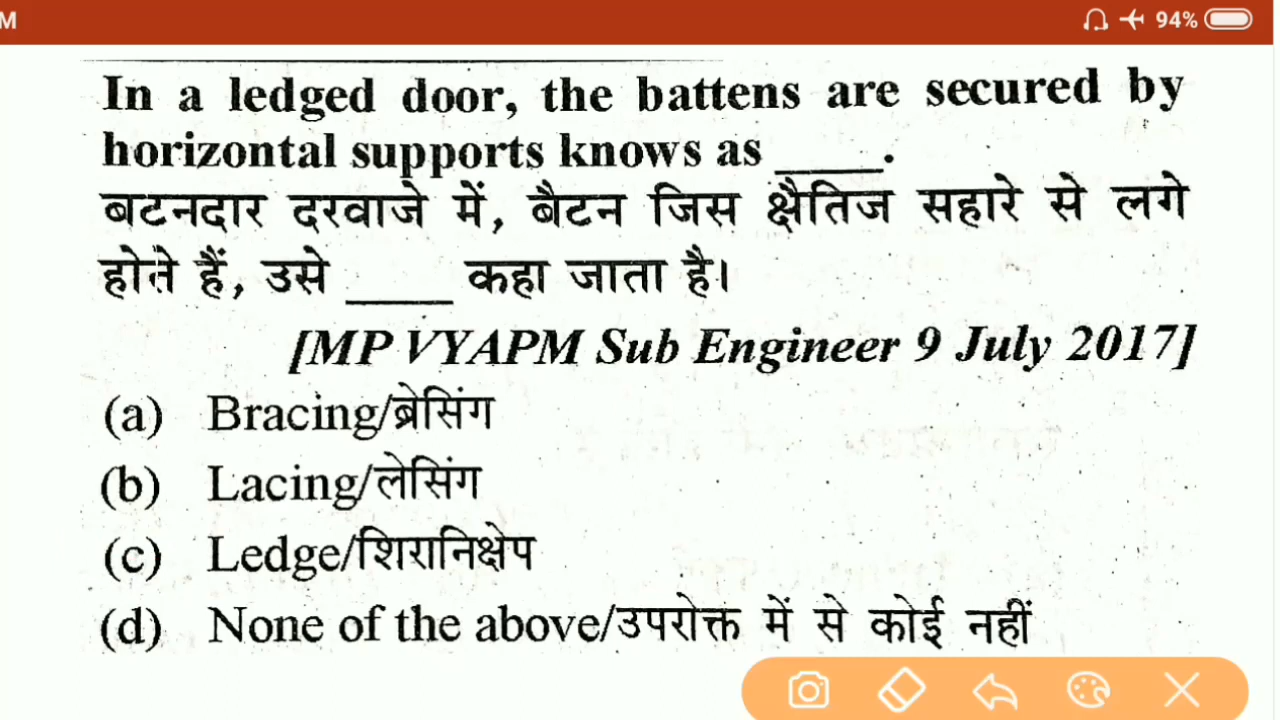 M 94%
In a ledged door, the battens are secured by
horizontal supports knows as ____.
बटनदार दरवाजे में, बैटन जिस क्षैतिज सहारे से लगे
होते हैं, उसे ____ कहा जाता है।
[MP VYAPM Sub Engineer 9 July 2017]
(a) Bracing/ब्रेसिंग
(b) Lacing/लेसिंग
(c) Ledge/शिरानिक्षेप
(d) None of the above/उपरोक्त में से कोई नहीं